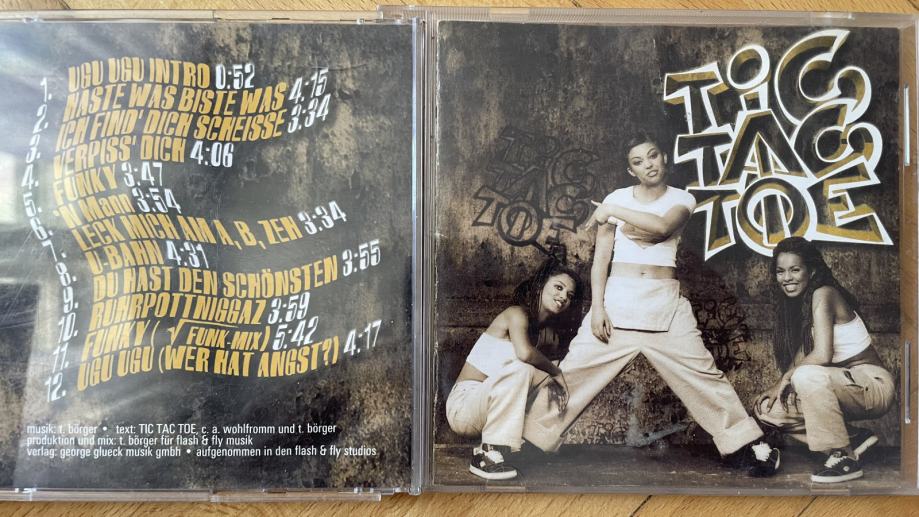 1. UGU UGU INTRO 0:52
2. HASTE WAS BISTE WAS 4:15
3. ICH FIND' DICH SCHEISSE 3:34
4. VERPISS' DICH 4:06
5. FUNKY 3:47
6. 'N Mann 3:54
7. LECK MICH AM A, B, ZEH 3:34
8. U-BAHN 4:31
9. DU HAST DEN SCHÖNSTEN 3:55
10. RUHRPOTTNIGGAZ 3:59
11. FUNKY (√FUNK-MIX) 5:42
12. UGU UGU (WER HAT ANGST?) 4:17
musik: t. börger • text: TIC TAC TOE, c. a. wohlfromm und t. börger
produktion und mix: t. börger für flash & fly musik
verlag: george glueck musik gmbh • aufgenommen in den flash & fly studios
TiC
TAC
TOE
TIC
TAC
TOE